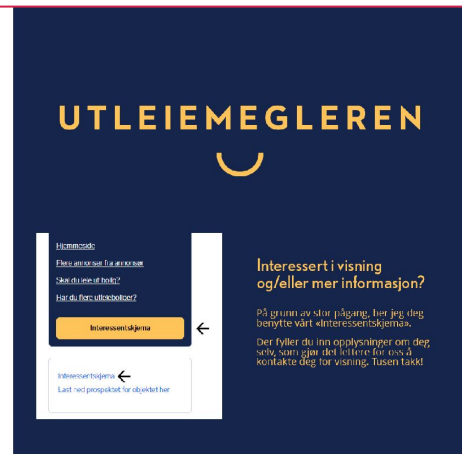 UTLEIEMEGLEREN
Hjemmeside
Flere annonser fra annonsør
Skal du leie ut bolig?
Har du flere utleieboliger?
Interessentskjema
Interessentskjema
Last ned prospektet for objektet her
Interessert i visning
og/eller mer informasjon?
På grunn av stor pågang, ber jeg deg
benytte vårt «Interessentskjema».
Der fyller du inn opplysninger om deg
selv, som gjør det lettere for oss å
kontakte deg for visning. Tusen takk!